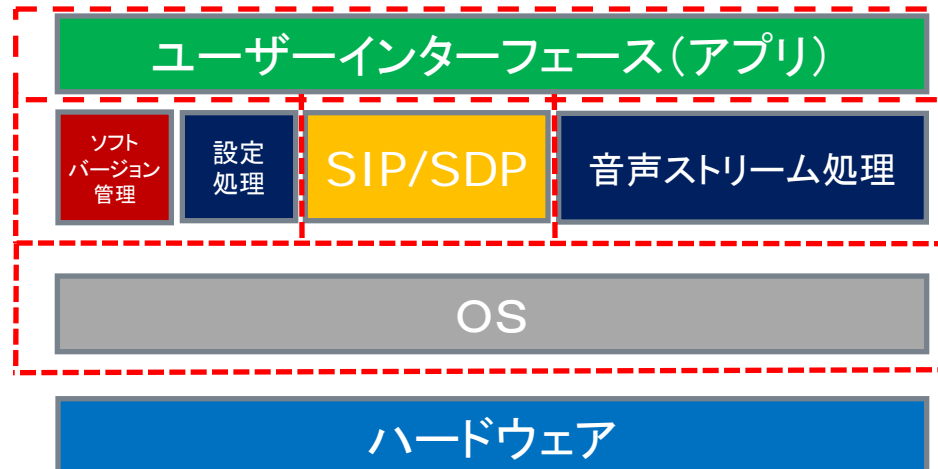 ユーザーインターフェース(アプリ)
ソフト
バージョン
管理
設定
処理
SIP/SDP
音声ストリーム処理
OS
ハードウェア